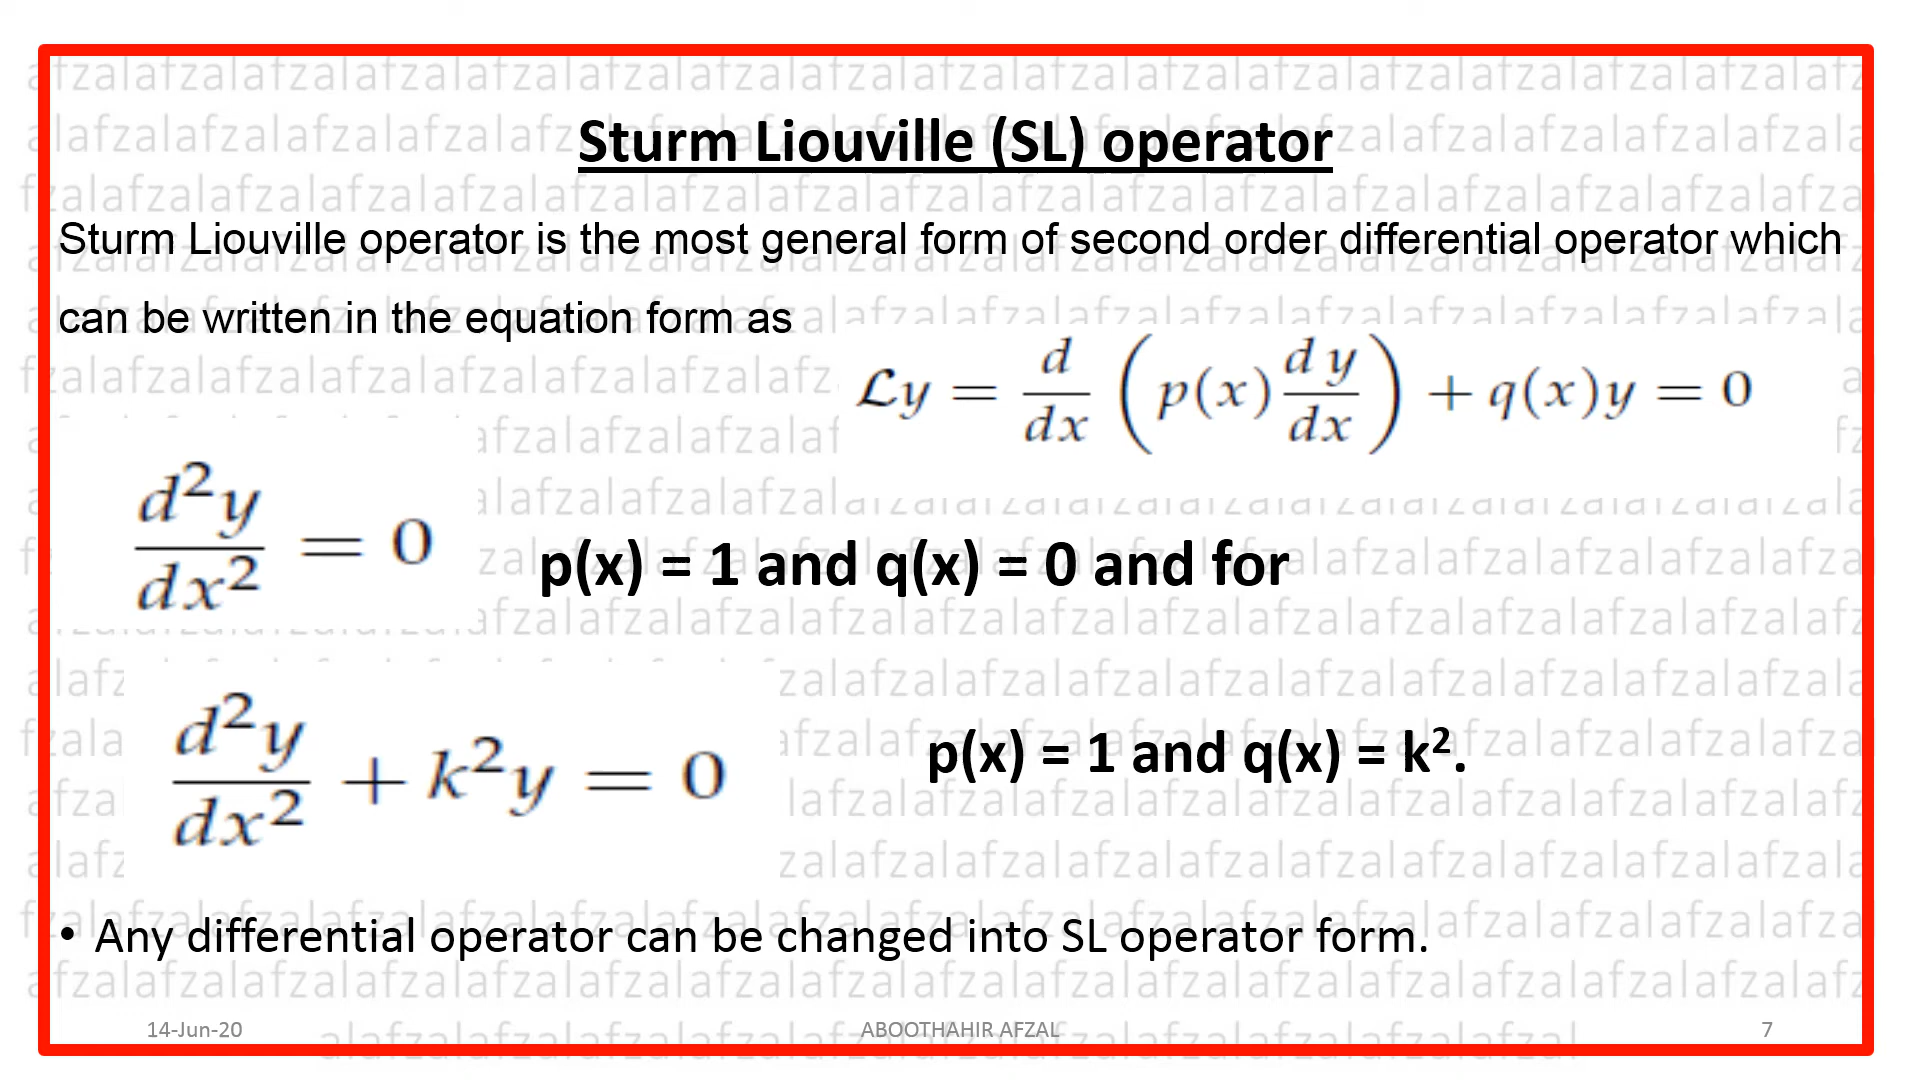 Sturm Liouville (SL) operator
Sturm Liouville operator is the most general form of second order differential operator which
can be written in the equation form as
ℒy = d/dx (p(x) dy/dx) + q(x)y = 0
d²y/dx² = 0
p(x) = 1 and q(x) = 0 and for
d²y/dx² + k²y = 0
p(x) = 1 and q(x) = k².
• Any differential operator can be changed into SL operator form.
14-Jun-20 ABOOTHAHIR AFZAL 7